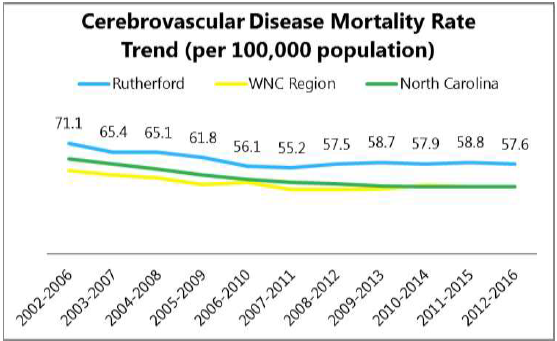 Cerebrovascular Disease Mortality Rate
Trend (per 100,000 population)
Rutherford WNC Region North Carolina
71.1 65.4 65.1 61.8 56.1 55.2 57.5 58.7 57.9 58.8 57.6
2002-2006 2003-2007 2004-2008 2005-2009 2006-2010 2007-2011 2008-2012 2009-2013 2010-2014 2011-2015 2012-2016